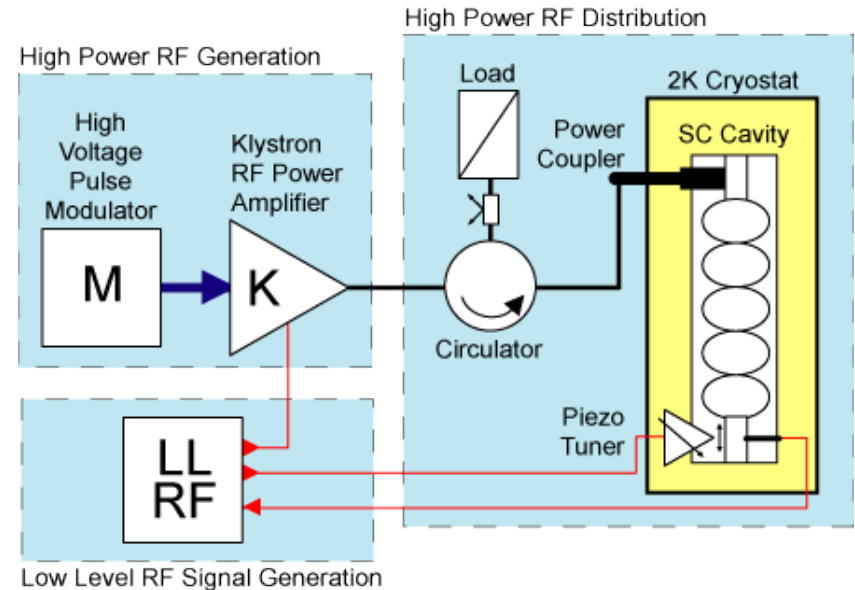 High Power RF Distribution
High Power RF Generation
High
Voltage
Pulse
Modulator
Klystron
RF Power
Amplifier
M
K
Load
Power
Coupler
2K Cryostat
SC Cavity
Circulator
Piezo
Tuner
LL
RF
Low Level RF Signal Generation